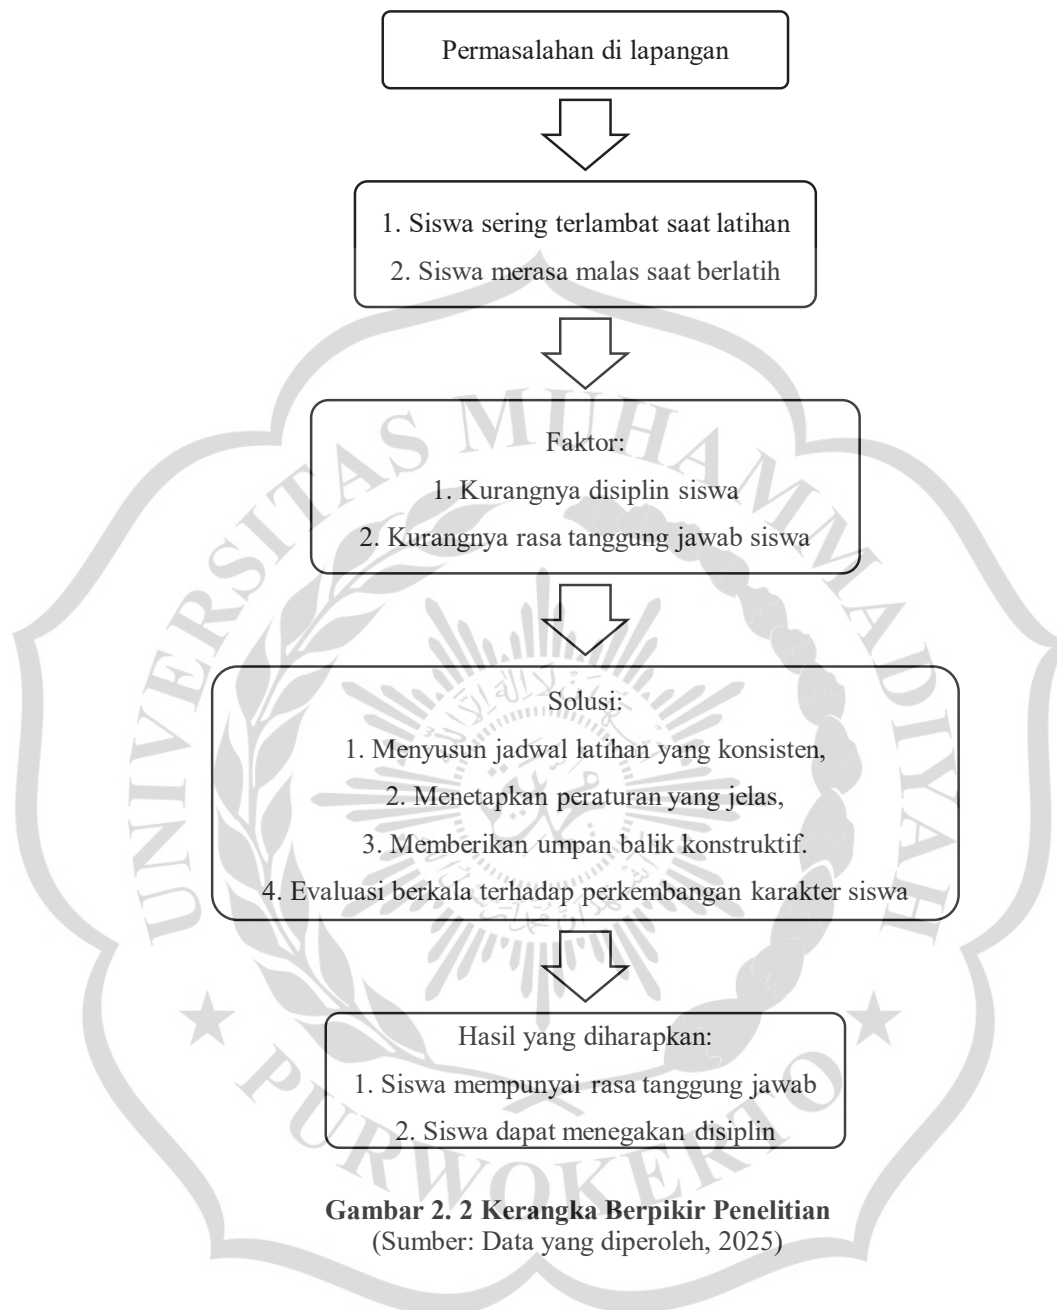 Permasalahan di lapangan
1. Siswa sering terlambat saat latihan
2. Siswa merasa malas saat berlatih
Faktor:
1. Kurangnya disiplin siswa
2. Kurangnya rasa tanggung jawab siswa
Solusi:
1. Menyusun jadwal latihan yang konsisten,
2. Menetapkan peraturan yang jelas,
3. Memberikan umpan balik konstruktif.
4. Evaluasi berkala terhadap perkembangan karakter siswa
Hasil yang diharapkan:
1. Siswa mempunyai rasa tanggung jawab
2. Siswa dapat menegakan disiplin
Gambar 2. 2 Kerangka Berpikir Penelitian
(Sumber: Data yang diperoleh, 2025)
UNIVERSITAS MUHAMMADIYAH
PURWOKERTO